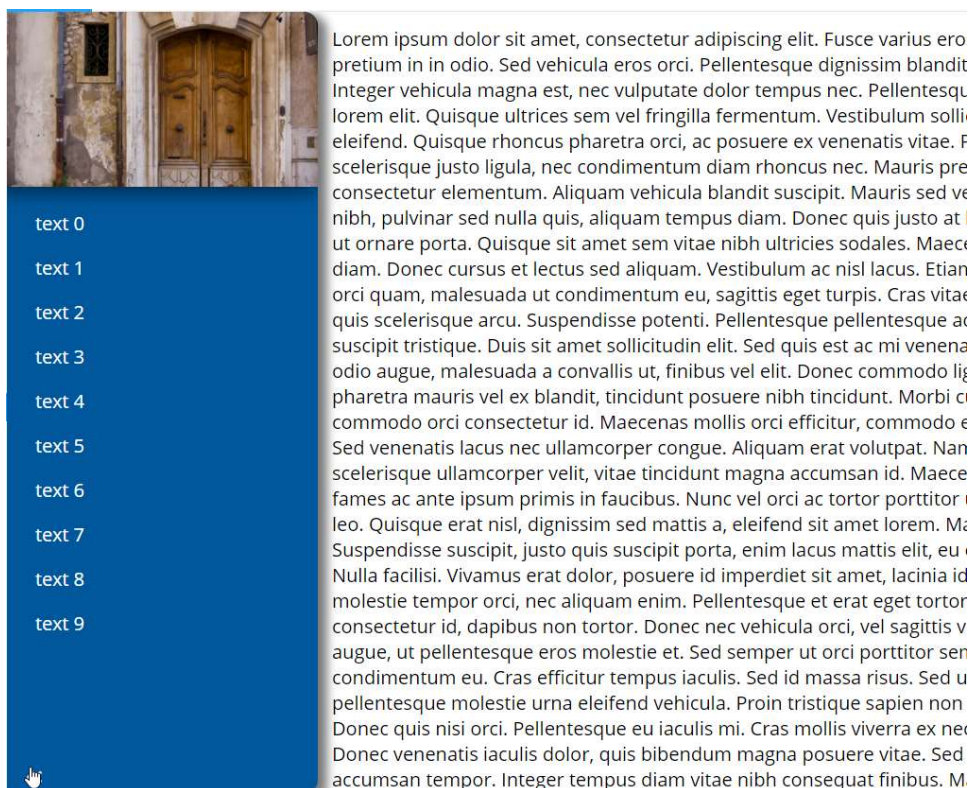 text 0
text 1
text 2
text 3
text 4
text 5
text 6
text 7
text 8
text 9
Lorem ipsum dolor sit amet, consectetur adipiscing elit. Fusce varius ero
pretium in in odio. Sed vehicula eros orci. Pellentesque dignissim blandit
Integer vehicula magna est, nec vulputate dolor tempus nec. Pellentesqu
lorem elit. Quisque ultrices sem vel fringilla fermentum. Vestibulum solli
eleifend. Quisque rhoncus pharetra orci, ac posuere ex venenatis vitae. P
scelerisque justo ligula, nec condimentum diam rhoncus nec. Mauris pre
consectetur elementum. Aliquam vehicula blandit suscipit. Mauris sed ve
nibh, pulvinar sed nulla quis, aliquam tempus diam. Donec quis justo at
ut ornare porta. Quisque sit amet sem vitae nibh ultricies sodales. Maece
diam. Donec cursus et lectus sed aliquam. Vestibulum ac nisl lacus. Etiam
orci quam, malesuada ut condimentum eu, sagittis eget turpis. Cras vitae
quis scelerisque arcu. Suspendisse potenti. Pellentesque pellentesque ac
suscipit tristique. Duis sit amet sollicitudin elit. Sed quis est ac mi venena
odio augue, malesuada a convallis ut, finibus vel elit. Donec commodo lig
pharetra mauris vel ex blandit, tincidunt posuere nibh tincidunt. Morbi cu
commodo orci consectetur id. Maecenas mollis orci efficitur, commodo e
Sed venenatis lacus nec ullamcorper congue. Aliquam erat volutpat. Nam
scelerisque ullamcorper velit, vitae tincidunt magna accumsan id. Maece
fames ac ante ipsum primis in faucibus. Nunc vel orci ac tortor porttitor
leo. Quisque erat nisl, dignissim sed mattis a, eleifend sit amet lorem. Ma
Suspendisse suscipit, justo quis suscipit porta, enim lacus mattis elit, eu
Nulla facilisi. Vivamus erat dolor, posuere id imperdiet sit amet, lacinia id
molestie tempor orci, nec aliquam enim. Pellentesque et erat eget tortor
consectetur id, dapibus non tortor. Donec nec vehicula orci, vel sagittis v
augue, ut pellentesque eros molestie et. Sed semper ut orci porttitor sem
condimentum eu. Cras efficitur tempus iaculis. Sed id massa risus. Sed u
pellentesque molestie urna eleifend vehicula. Proin tristique sapien non
Donec quis nisi orci. Pellentesque eu iaculis mi. Cras mollis viverra ex nec
Donec venenatis iaculis dolor, quis bibendum magna posuere vitae. Sed
accumsan tempor. Integer tempus diam vitae nibh consequat finibus. Ma